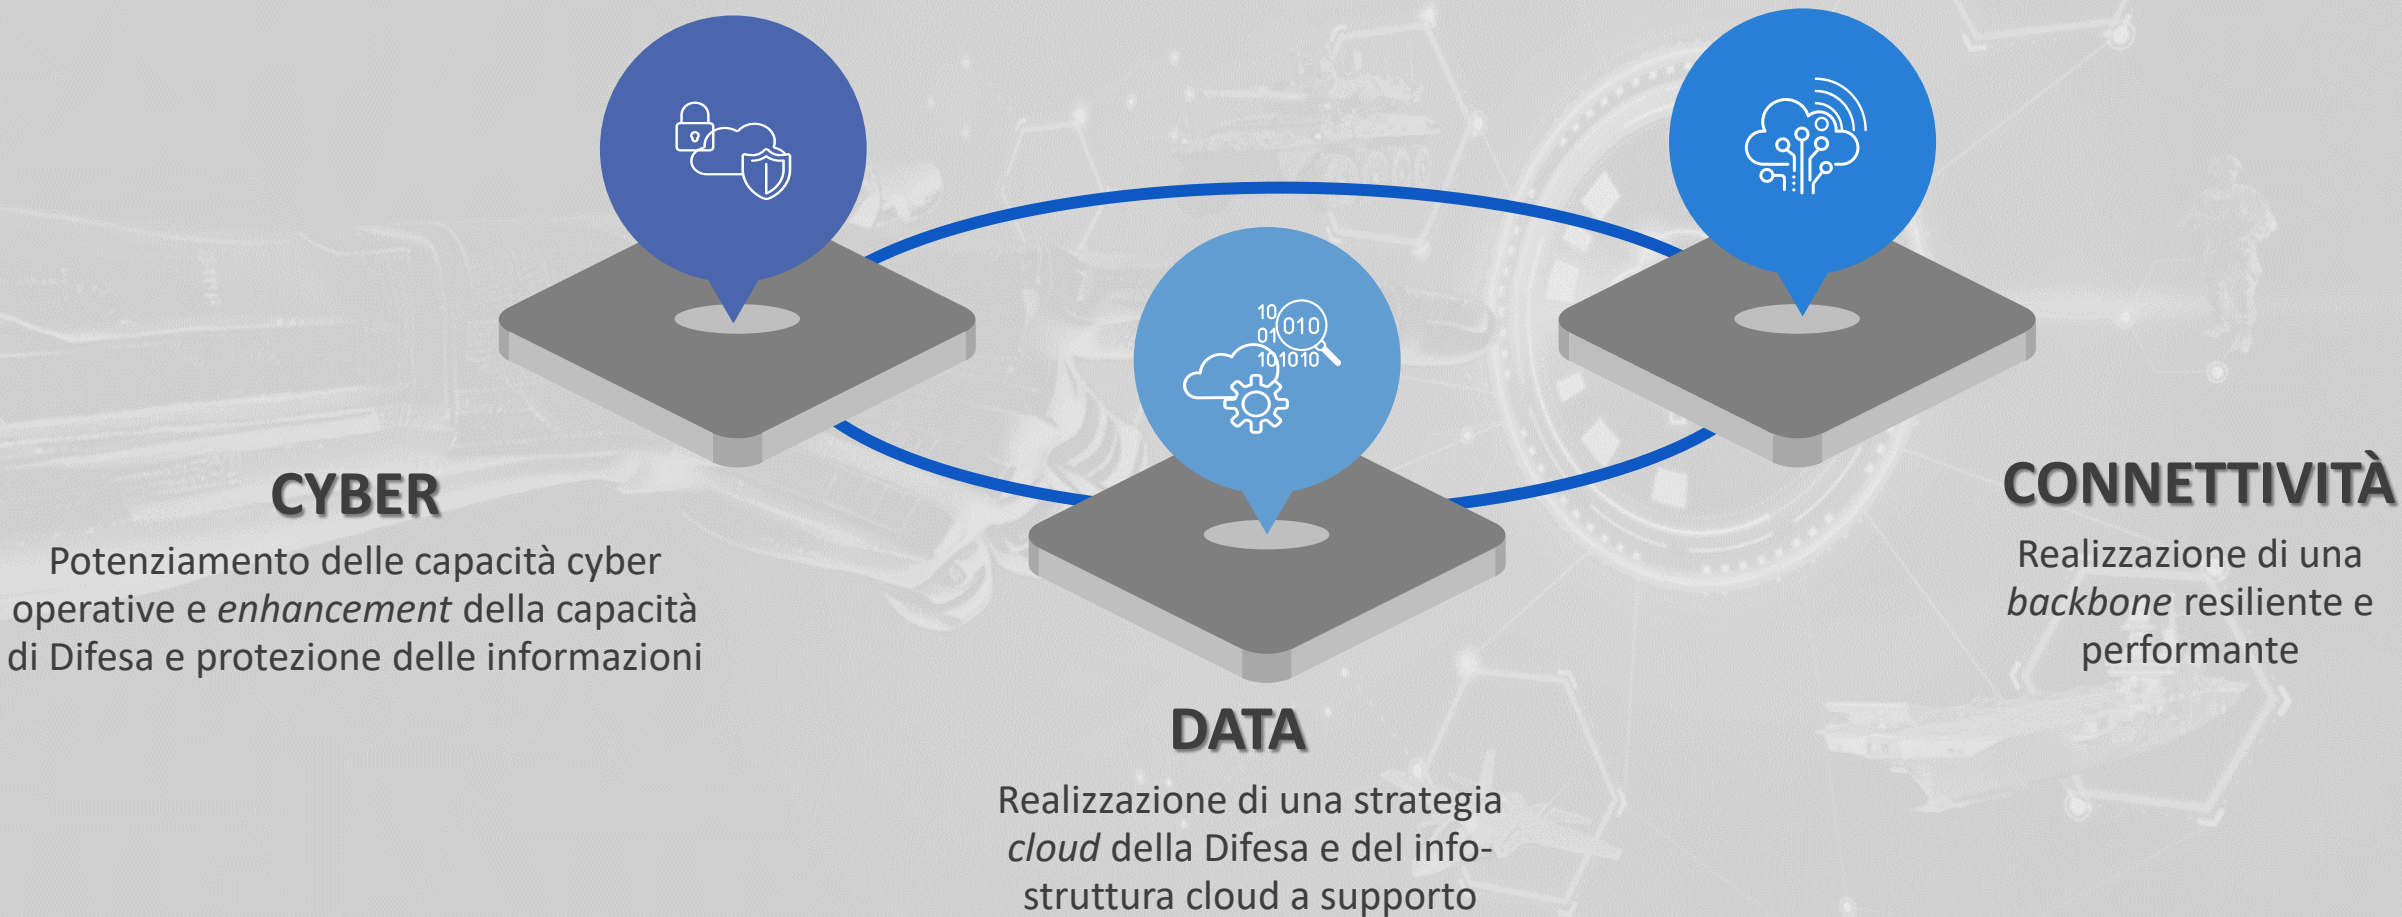 10
01
010
101010
CYBER
Potenziamento delle capacità cyber
operative e enhancement della capacità
di Difesa e protezione delle informazioni
DATA
Realizzazione di una strategia
cloud della Difesa e del info-
struttura cloud a supporto
CONNETTIVITÀ
Realizzazione di una
backbone resiliente e
performante